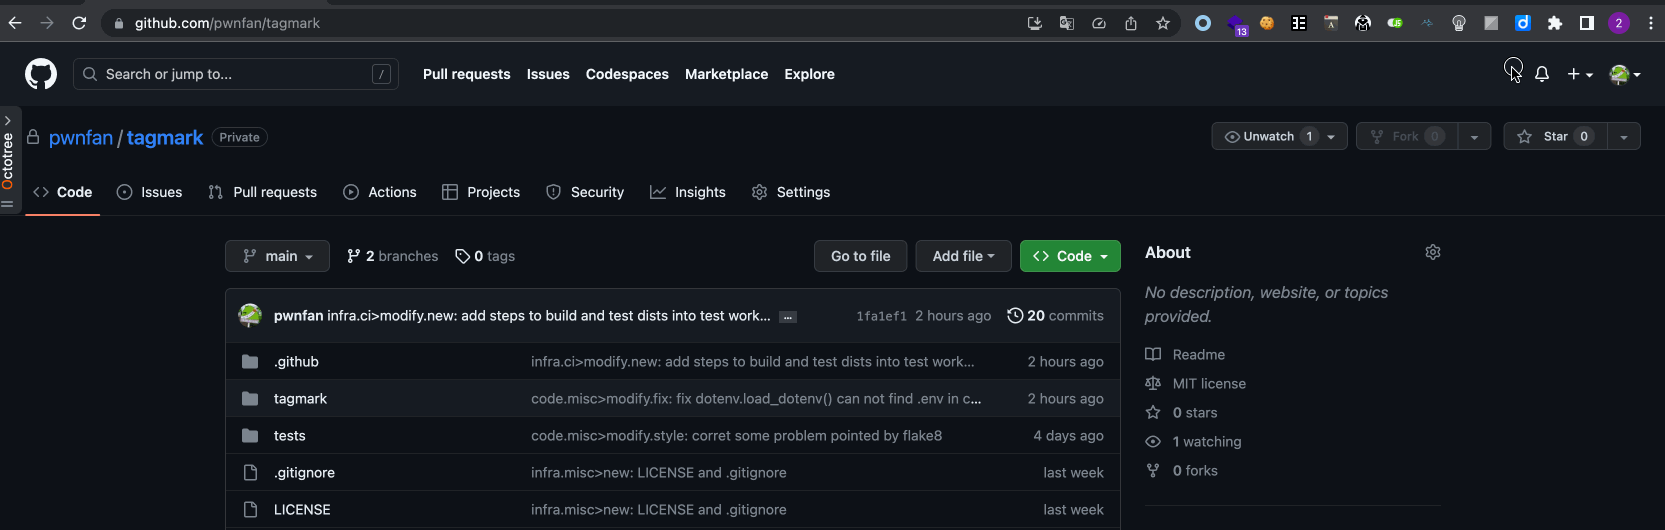 github.com/pwnfan/tagmark
13
2
Search or jump to... /
Pull requests Issues Codespaces Marketplace Explore
Octotree
pwnfan / tagmark Private
Unwatch 1 Fork 0 Star 0
Code Issues Pull requests Actions Projects Security Insights Settings
main 2 branches 0 tags
Go to file Add file Code
About
No description, website, or topics
provided.
pwnfan infra.ci>modify.new: add steps to build and test dists into test work... ... 1fa1ef1 2 hours ago 20 commits
.github infra.ci>modify.new: add steps to build and test dists into test work... 2 hours ago
tagmark code.misc>modify.fix: fix dotenv.load_dotenv() can not find .env in c... 2 hours ago
tests code.misc>modify.style: corret some problem pointed by flake8 4 days ago
.gitignore infra.misc>new: LICENSE and .gitignore last week
LICENSE infra.misc>new: LICENSE and .gitignore last week
Readme
MIT license
0 stars
1 watching
0 forks